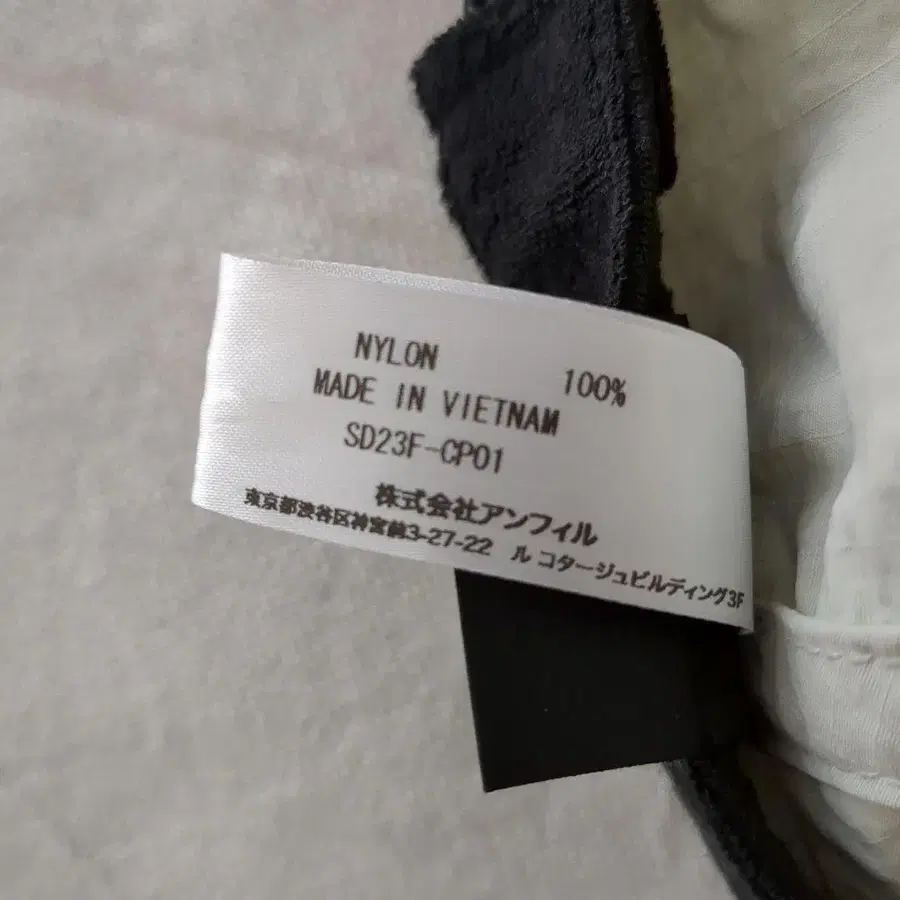 NYLON 100%
MADE IN VIETNAM
SD23F-CP01
株式会社アンフィル
東京都渋谷区神宮前3-27-22 ル コタージュビルディング3F